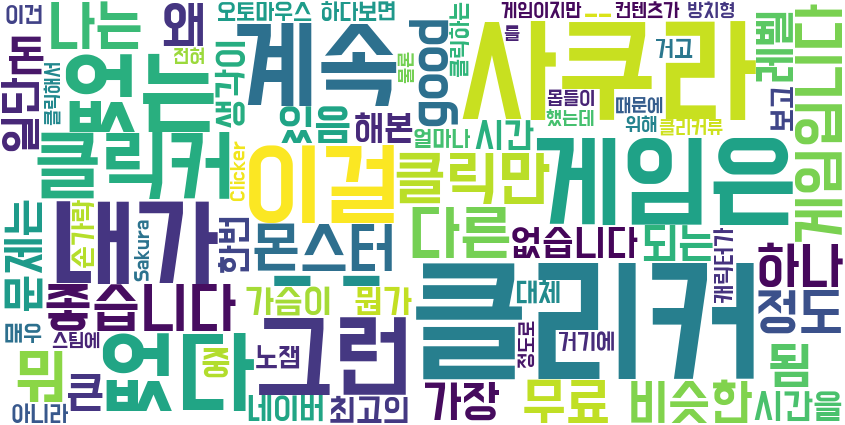 이건
나는
왜
오토마우스
하다보면
게임이지만
ㅡㅡ
컨텐츠가
방치형
일단은
클릭해서
없는
전혀
생각이
계속
물론
good
클릭하는
사쿠라
들
거고
레벨
보고
게임입니다
있음
해본
얼마나
시간
몹들이
했는데
때문에
위해
클리커류
클릭커
Clicker
이걸
클릭만
게임은
문제는
손가락
내가
Sakura
한번
몬스터
다른
없습니다
되는
캐릭터가
하나
매우
스팀에
좋습니다
가슴이
뭔가
클리커
대체
정도
뭐
큰
없다
중
노잼
그런
정도로
거기에
됨
아니라
네이버
최고의
가장
무료
비슷한
시간을